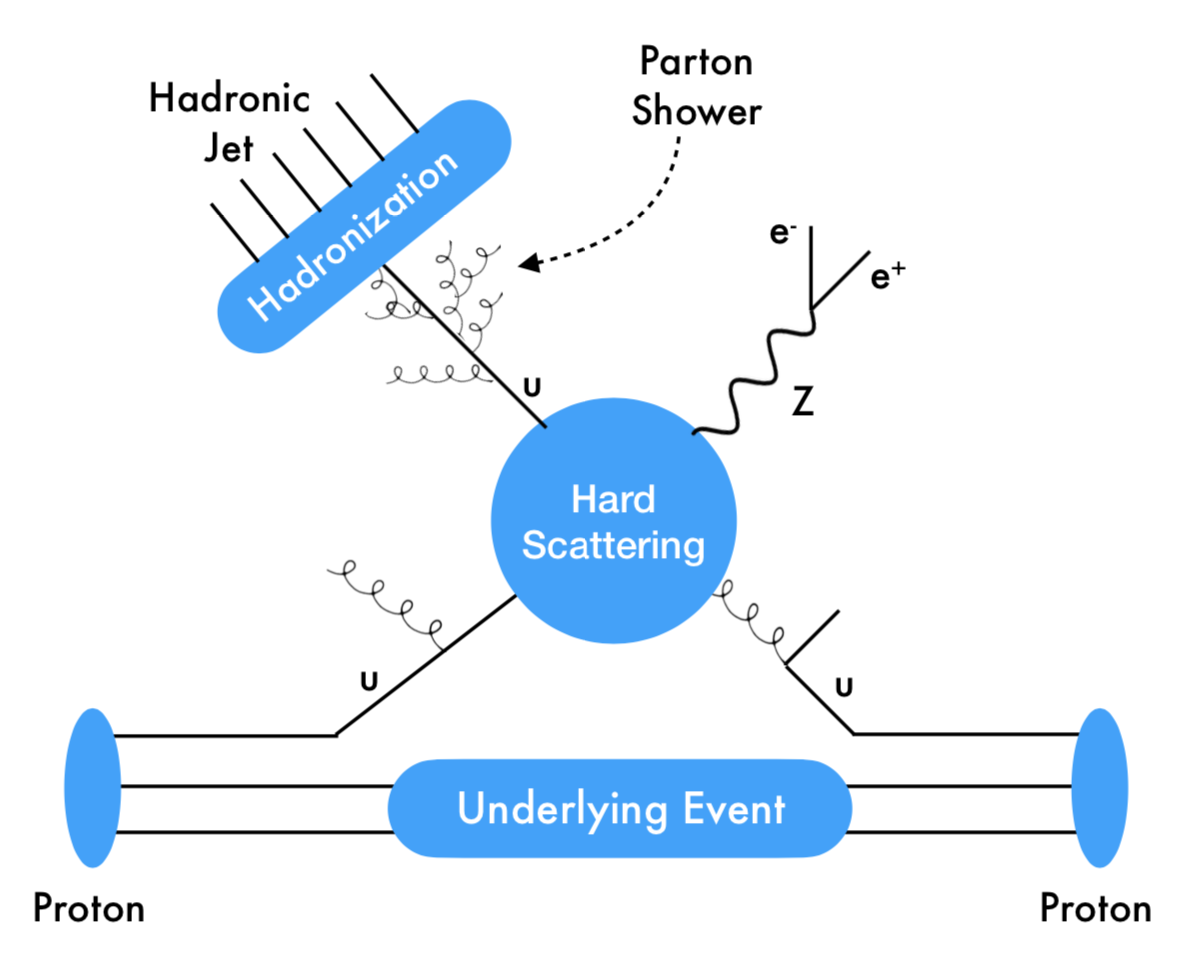 Parton
Shower
Hadronic
Jet
Hadronization
e-
e+
u
Z
Hard
Scattering
u
u
Underlying Event
Proton
Proton